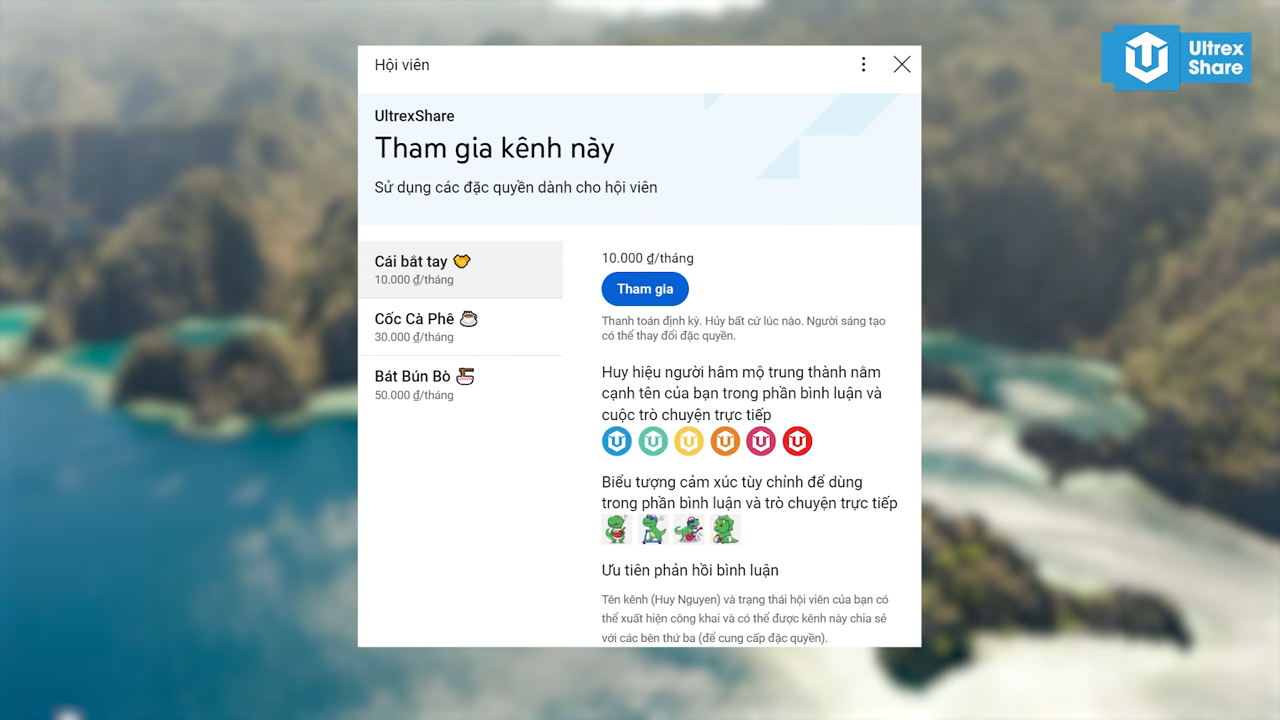 Hội viên
Ultrex
Share
UltrexShare
Tham gia kênh này
Sử dụng các đặc quyền dành cho hội viên
Cái bắt tay
10.000 ₫/tháng
Cốc Cà Phê
30.000 ₫/tháng
Bát Bún Bò
50.000 ₫/tháng
10.000 ₫/tháng
Tham gia
Thanh toán định kỳ. Hủy bất cứ lúc nào. Người sáng tạo
có thể thay đổi đặc quyền.
Huy hiệu người hâm mộ trung thành nằm
cạnh tên của bạn trong phần bình luận và
cuộc trò chuyện trực tiếp
Biểu tượng cảm xúc tùy chỉnh để dùng
trong phần bình luận và trò chuyện trực tiếp
Ưu tiên phản hồi bình luận
Tên kênh (Huy Nguyen) và trạng thái hội viên của bạn có
thể xuất hiện công khai và có thể được kênh này chia sẻ
với các bên thứ ba (để cung cấp đặc quyền).